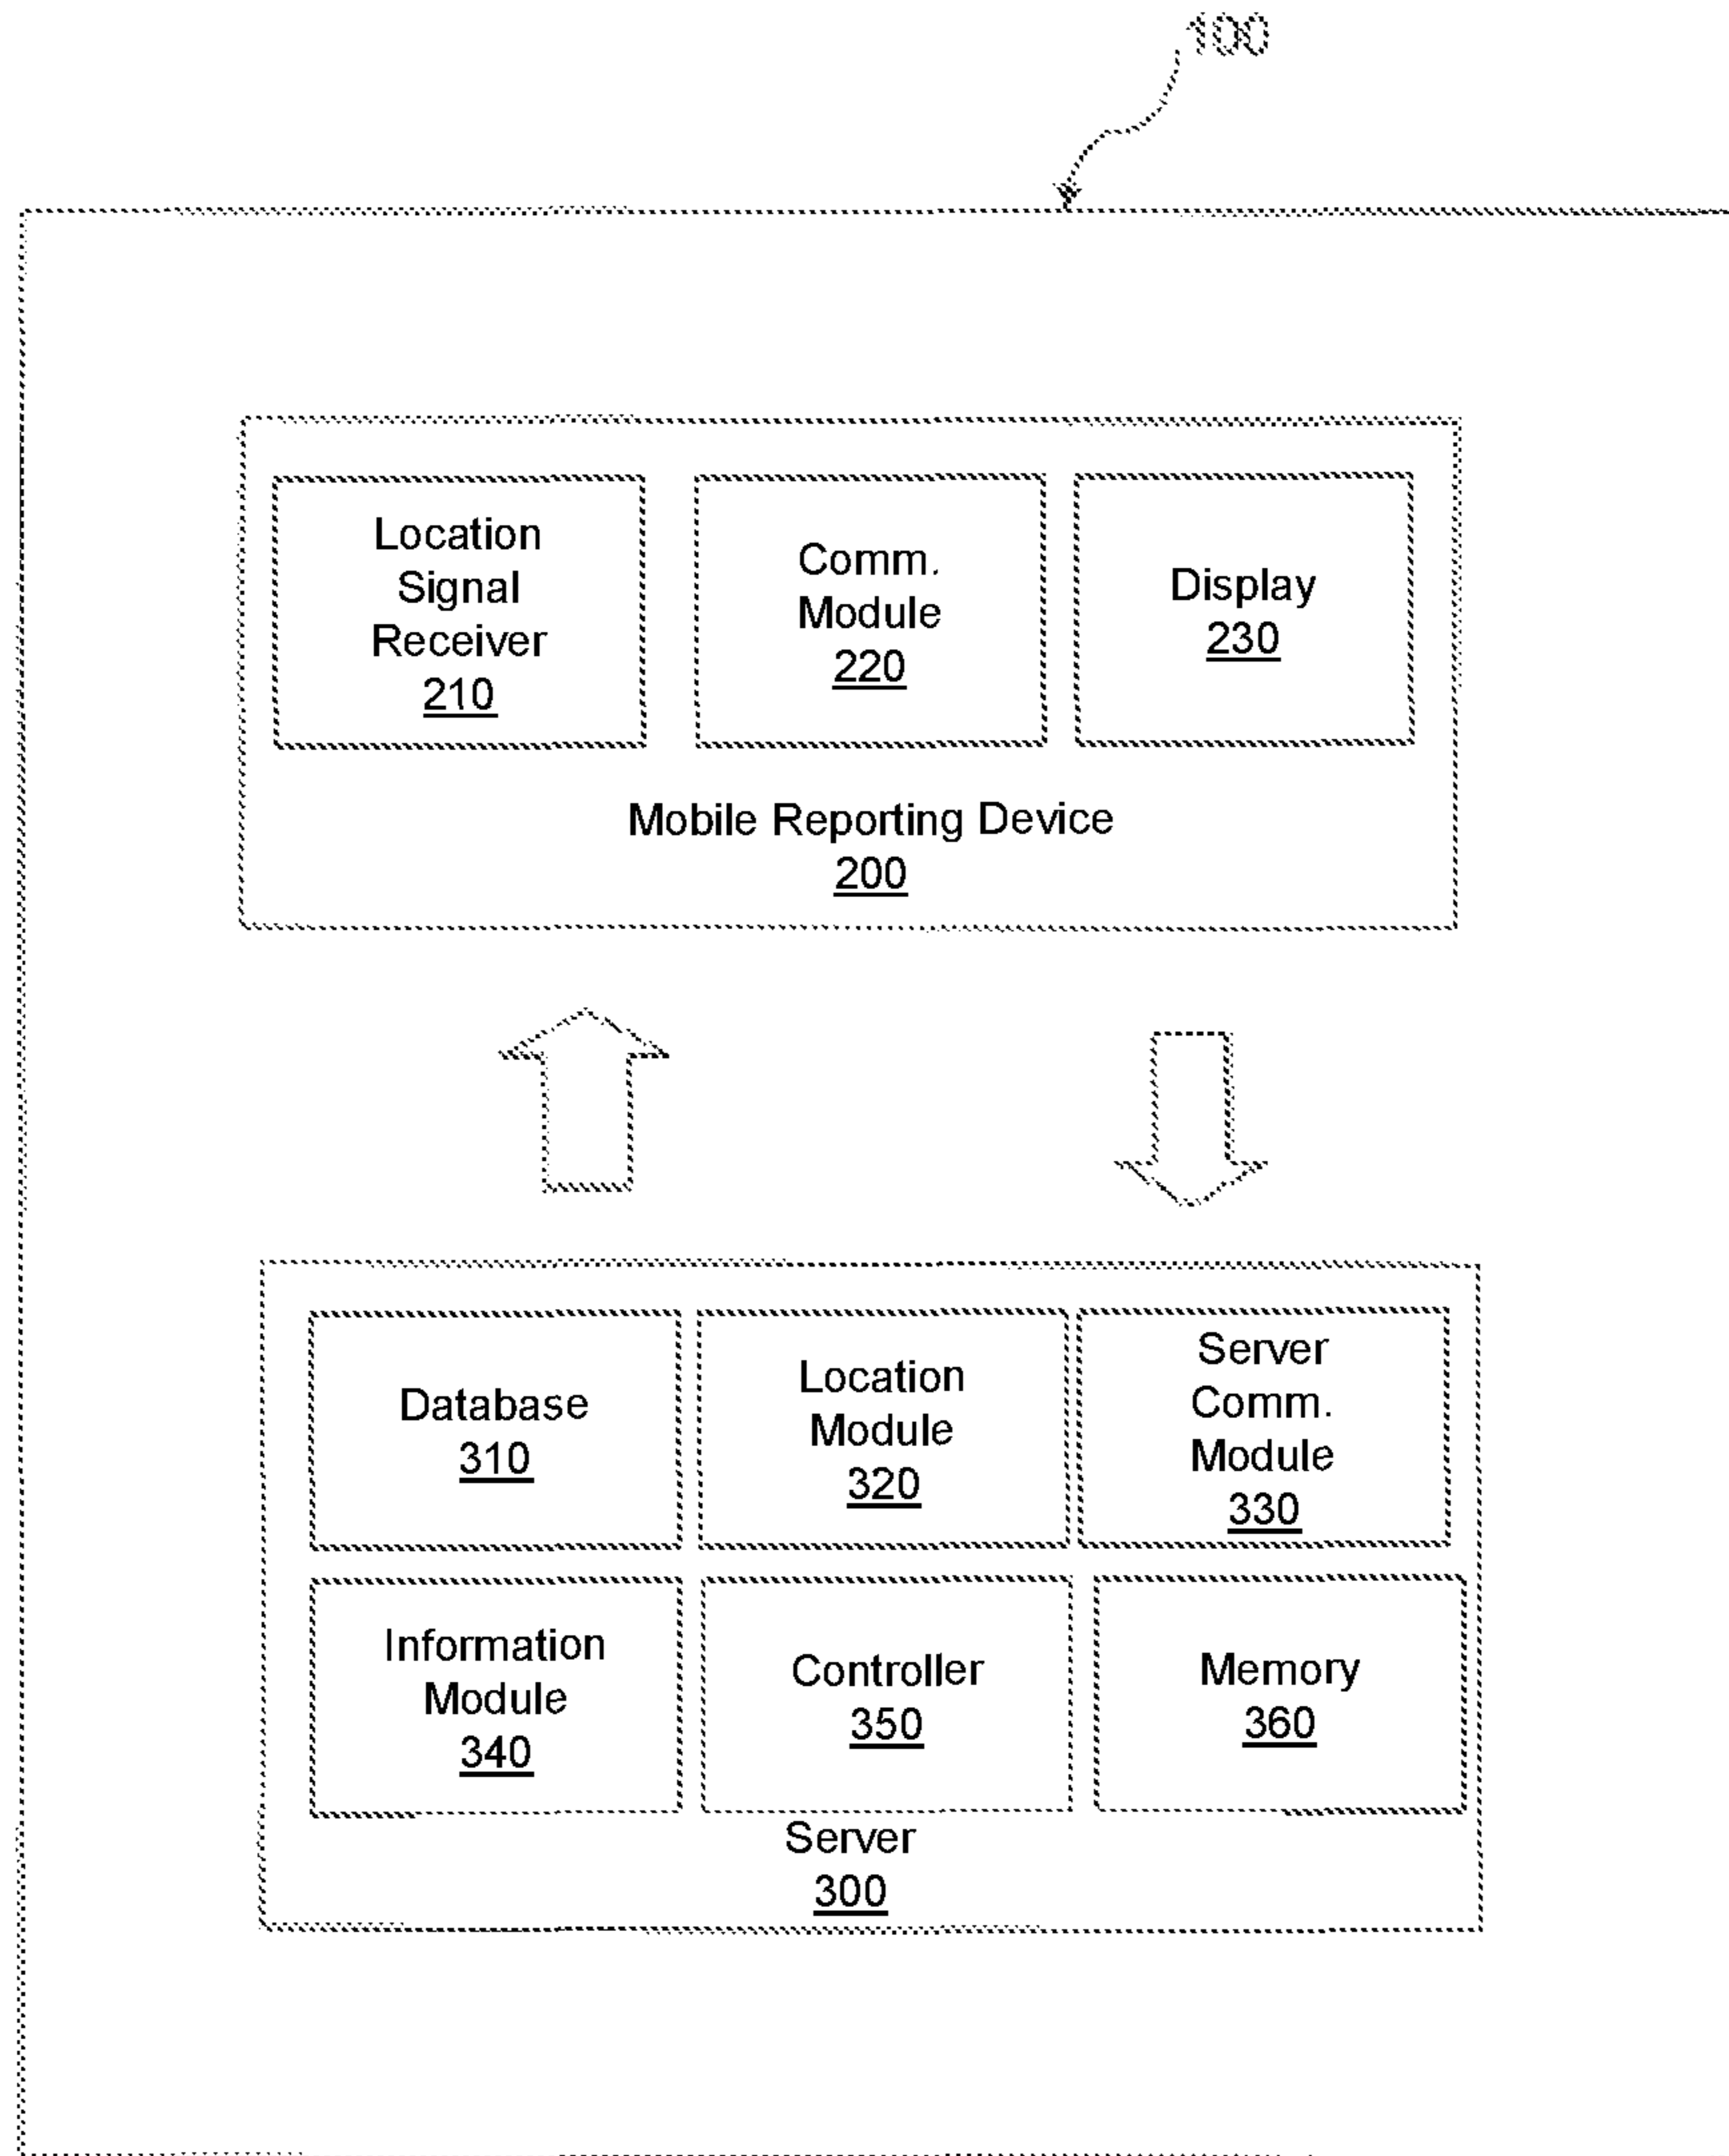 100
Location
Signal
Receiver
210
Comm.
Module
220
Display
230
Mobile Reporting Device
200
Database
310
Location
Module
320
Server
Comm.
Module
330
Information
Module
340
Controller
350
Memory
360
Server
300